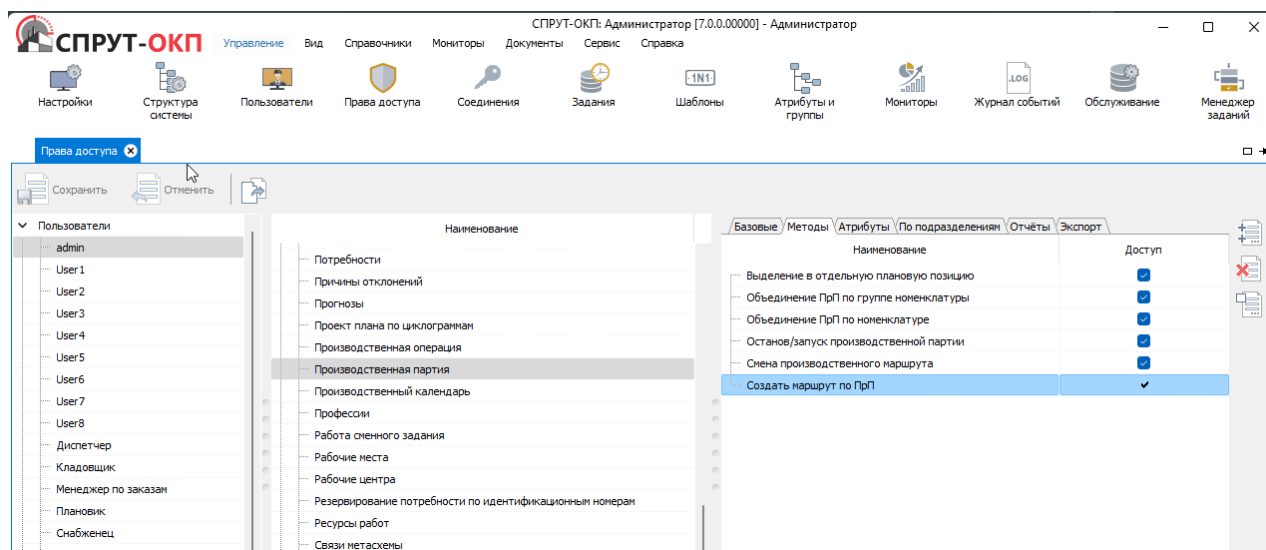 СПРУТ-ОКП: Администратор [7.0.0.00000] - Администратор
СПРУТ-ОКП
Управление Вид Справочники Мониторы Документы Сервис Справка
Настройки Структура системы Пользователи Права доступа Соединения Задания Шаблоны Атрибуты и группы Мониторы Журнал событий Обслуживание Менеджер заданий
1N1
.LOG
Права доступа
Сохранить Отменить
Пользователи
admin
User1
User2
User3
User4
User5
User6
User7
User8
Диспетчер
Кладовщик
Менеджер по заказам
Плановик
Снабженец
Наименование
Потребности
Причины отклонений
Прогнозы
Проект плана по циклограммам
Производственная операция
Производственная партия
Производственный календарь
Профессии
Работа сменного задания
Рабочие места
Рабочие центра
Резервирование потребности по идентификационным номерам
Ресурсы работ
Связи метасхемы
Базовые Методы Атрибуты По подразделениям Отчёты Экспорт
Наименование Доступ
Выделение в отдельную плановую позицию
Объединение ПрП по группе номенклатуры
Объединение ПрП по номенклатуре
Останов/запуск производственной партии
Смена производственного маршрута
Создать маршрут по ПрП